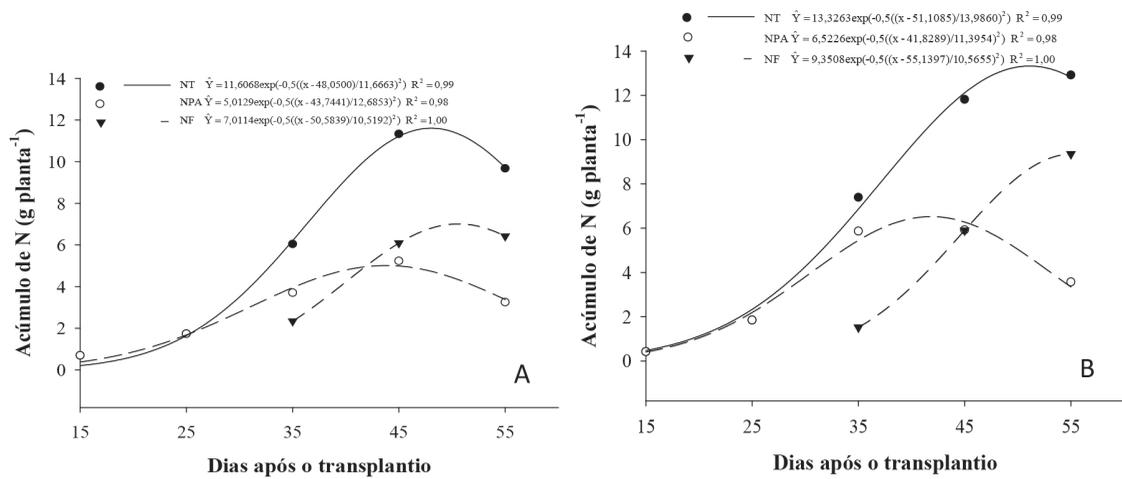 NT Ŷ=11,6068exp(-0,5((x - 48,0500)/11,6663)²) R²=0,99
NPA Ŷ=5,0129exp(-0,5((x - 43,7441)/12,6853)²) R²=0,98
NF Ŷ=7,0114exp(-0,5((x - 50,5839)/10,5192)²) R²=1,00
Acúmulo de N (g planta⁻¹)
14
12
10
8
6
4
2
0
A
15 25 35 45 55
Dias após o transplantio
NT Ŷ=13,3263exp(-0,5((x - 51,1085)/13,9860)²) R²=0,99
NPA Ŷ=6,5226exp(-0,5((x - 41,8289)/11,3954)²) R²=0,98
NF Ŷ=9,3508exp(-0,5((x - 55,1397)/10,5655)²) R²=1,00
Acúmulo de N (g planta⁻¹)
14
12
10
8
6
4
2
0
B
15 25 35 45 55
Dias após o transplantio